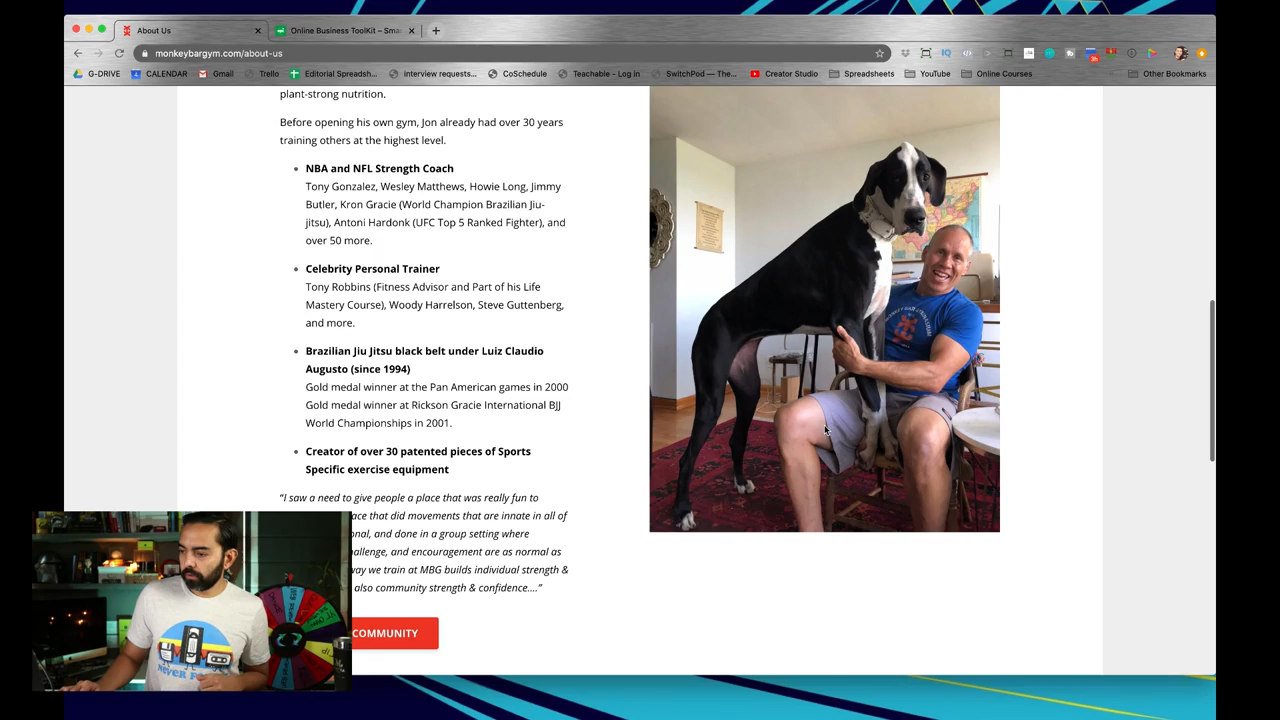 About Us
Online Business ToolKit – Sma
monkeybargym.com/about-us
G-DRIVE
CALENDAR
Gmail
Trello
Editorial Spreadsh...
interview requests...
CoSchedule
Teachable - Log in
SwitchPod — The...
Creator Studio
Spreadsheets
YouTube
Online Courses
Other Bookmarks
plant-strong nutrition.
Before opening his own gym, Jon already had over 30 years
training others at the highest level.
NBA and NFL Strength Coach
Tony Gonzalez, Wesley Matthews, Howie Long, Jimmy
Butler, Kron Gracie (World Champion Brazilian Jiu-
jitsu), Antoni Hardonk (UFC Top 5 Ranked Fighter), and
over 50 more.
Celebrity Personal Trainer
Tony Robbins (Fitness Advisor and Part of his Life
Mastery Course), Woody Harrelson, Steve Guttenberg,
and more.
Brazilian Jiu Jitsu black belt under Luiz Claudio
Augusto (since 1994)
Gold medal winner at the Pan American games in 2000
Gold medal winner at Rickson Gracie International BJJ
World Championships in 2001.
Creator of over 30 patented pieces of Sports
Specific exercise equipment
"I saw a need to give people a place that was really fun to
ace that did movements that are innate in all of
onal, and done in a group setting where
hallenge, and encouragement are as normal as
way we train at MBG builds individual strength &
also community strength & confidence...."
COMMUNITY